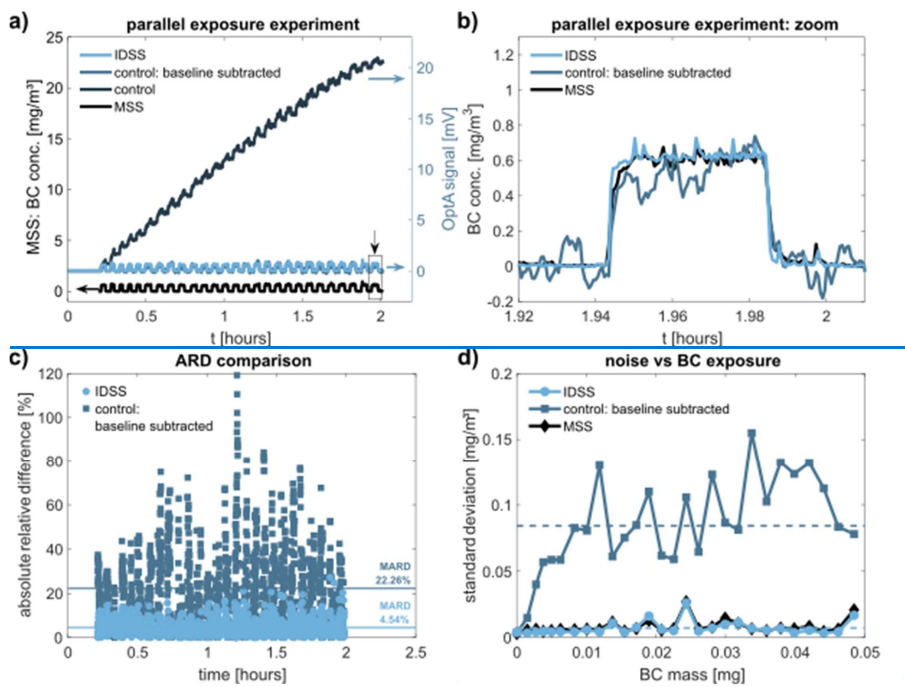 a)
parallel exposure experiment
25
20
15
10
5
0
MSS: BC conc. [mg/m³]
IDSS
control: baseline subtracted
control
MSS
20
15
10
5
0
OptA signal [mV]
0
0.5
1
1.5
2
t [hours]
b)
parallel exposure experiment: zoom
1.2
1
0.8
0.6
0.4
0.2
0
-0.2
BC conc. [mg/m³]
IDSS
control: baseline subtracted
MSS
1.92
1.94
1.96
1.98
2
t [hours]
c)
ARD comparison
120
100
80
60
40
20
0
absolute relative difference [%]
IDSS
control:
baseline subtracted
MARD
22.26%
MARD
4.54%
0
0.5
1
1.5
2
2.5
time [hours]
d)
noise vs BC exposure
0.2
0.15
0.1
0.05
0
standard deviation [mg/m³]
IDSS
control: baseline subtracted
MSS
0
0.01
0.02
0.03
0.04
0.05
BC mass [mg]